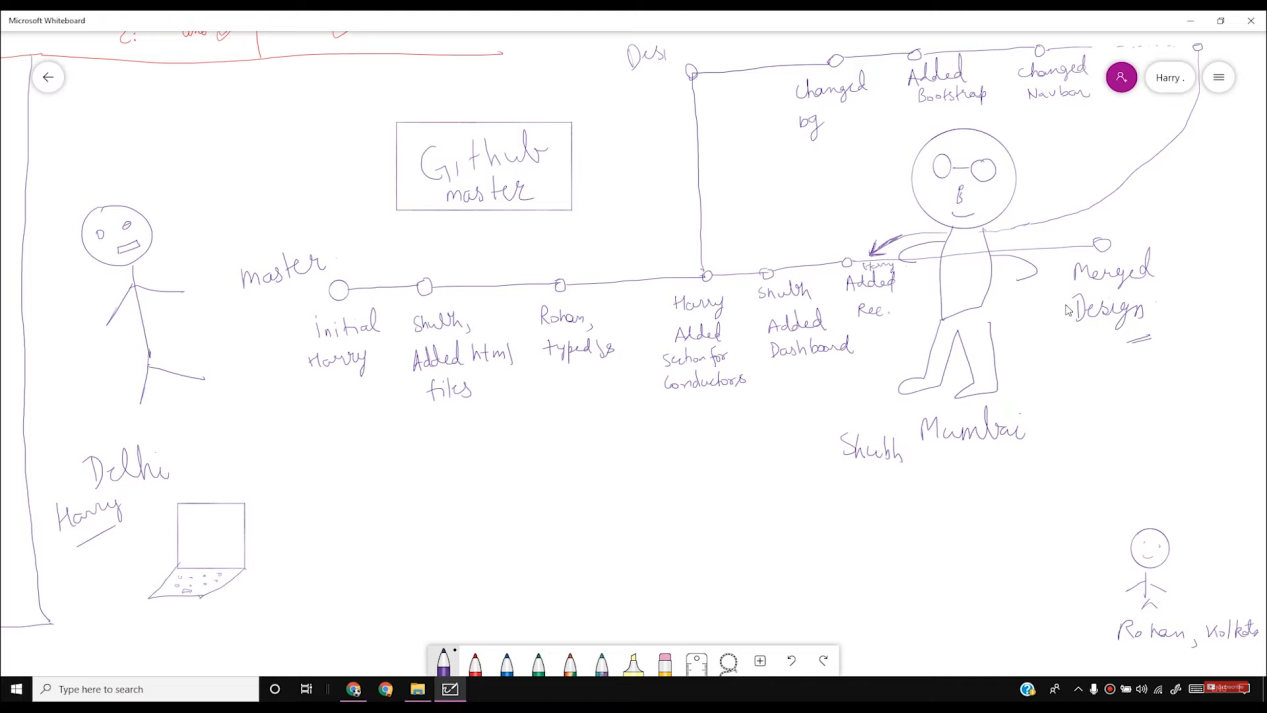 Microsoft Whiteboard
Desi
Changed
bg
Added
Bootstrap
Changed
Navbar
Harry .
Github
master
master
initial
Harry
Shubh,
Added html
files
Rohan,
typed js
Harry
Added
Section for
Conductors
Shubh
Added
Dashboard
Harry
Added
Rec.
Merged
Design
Shubh
Mumbai
Delhi
Harry
Rohan, Kolkata
Type here to search